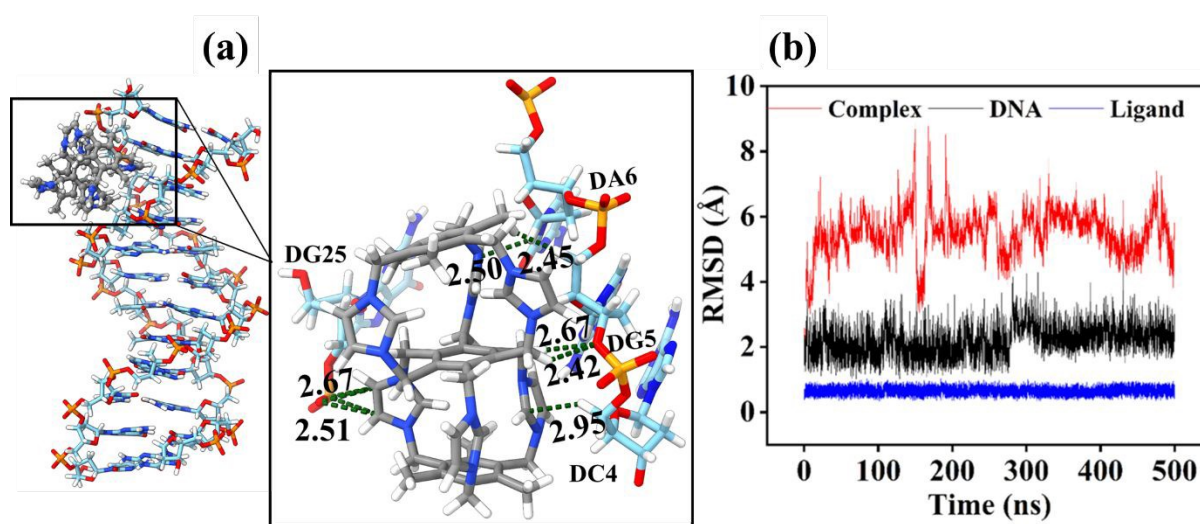 (a)
(b)
DA6
DG25
2.50
2.45
2.67
DG5
2.42
2.67
2.51
2.95
DC4
Complex
DNA
Ligand
10
8
6
4
2
0
RMSD (Å)
0 100 200 300 400 500
Time (ns)